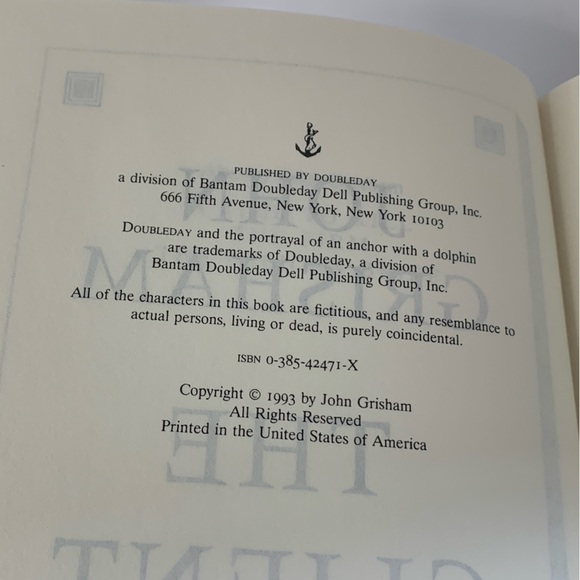 PUBLISHED BY DOUBLEDAY
a division of Bantam Doubleday Dell Publishing Group, Inc.
666 Fifth Avenue, New York, New York 10103
DOUBLEDAY and the portrayal of an anchor with a dolphin
are trademarks of Doubleday, a division of
Bantam Doubleday Dell Publishing Group, Inc.
All of the characters in this book are fictitious, and any resemblance to
actual persons, living or dead, is purely coincidental.
ISBN 0-385-42471-X
Copyright © 1993 by John Grisham
All Rights Reserved
Printed in the United States of America
JOHN
GRISHAM
THE
CLIENT